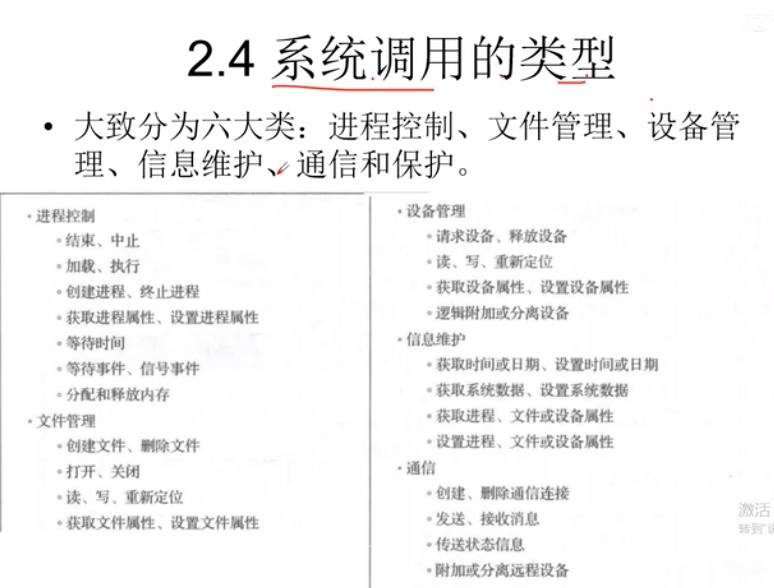 2.4 系统调用的类型
• 大致分为六大类：进程控制、文件管理、设备管
理、信息维护、通信和保护。
• 进程控制
• 结束、中止
• 加载、执行
• 创建进程、终止进程
• 获取进程属性、设置进程属性
• 等待时间
• 等待事件、信号事件
• 分配和释放内存
• 文件管理
• 创建文件、删除文件
• 打开、关闭
• 读、写、重新定位
• 获取文件属性、设置文件属性
• 设备管理
• 请求设备、释放设备
• 读、写、重新定位
• 获取设备属性、设置设备属性
• 逻辑附加或分离设备
• 信息维护
• 获取时间或日期、设置时间或日期
• 获取系统数据、设置系统数据
• 获取进程、文件或设备属性
• 设置进程、文件或设备属性
• 通信
• 创建、删除通信连接
• 发送、接收消息
• 传送状态信息
• 附加或分离远程设备
激活
转到"设